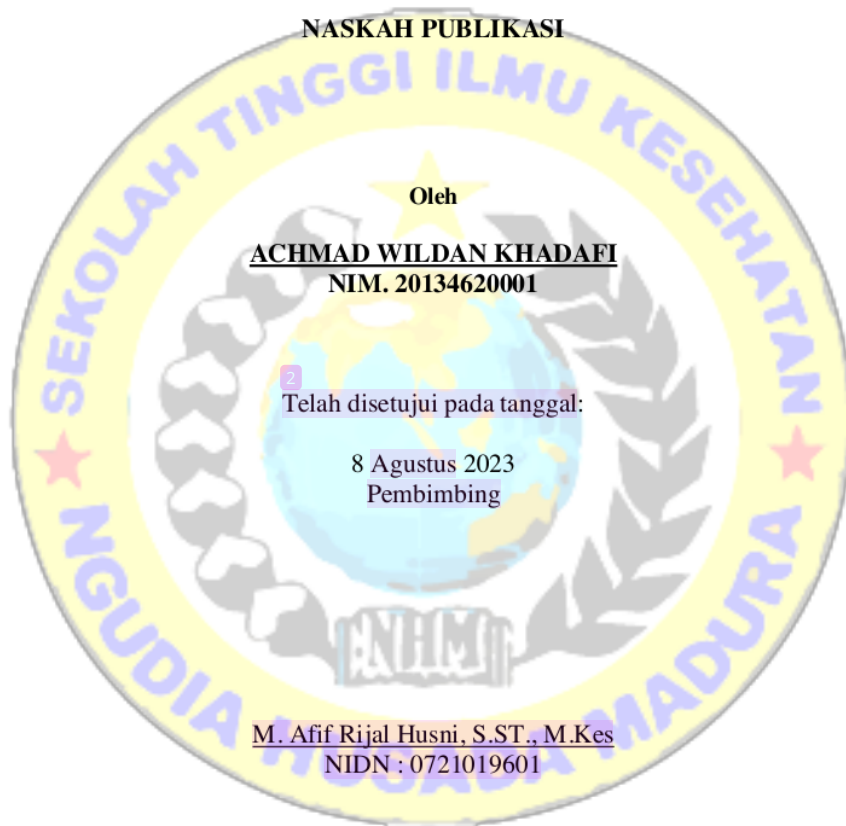 NASKAH PUBLIKASI
SEKOLAH TINGGI ILMU KESEHATAN
Oleh
ACHMAD WILDAN KHADAFI
NIM. 20134620001
2
Telah disetujui pada tanggal:
8 Agustus 2023
Pembimbing
NHM
M. Afif Rijal Husni, S.ST., M.Kes
NIDN : 0721019601
NGUDIA HUSADA MADURA